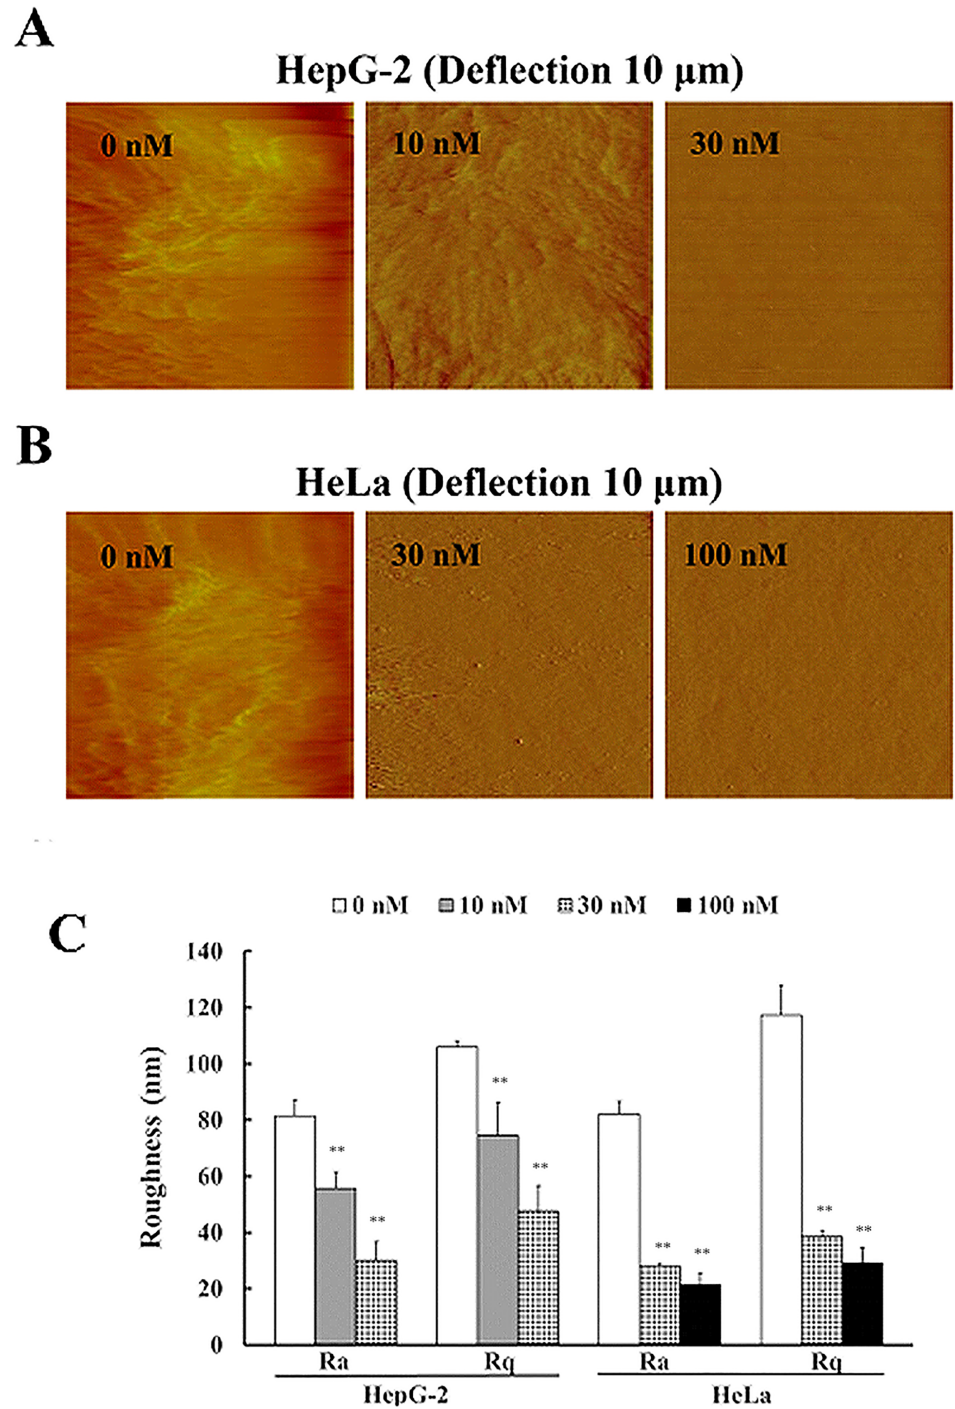 A
HepG-2 (Deflection 10 µm)
0 nM 10 nM 30 nM
B
HeLa (Deflection 10 µm)
0 nM 30 nM 100 nM
0 nM 10 nM 30 nM 100 nM
C
140
120
100
80
60
40
20
0
Roughness (nm)
** ** ** ** ** ** ** **
Ra Rq Ra Rq
HepG-2 HeLa